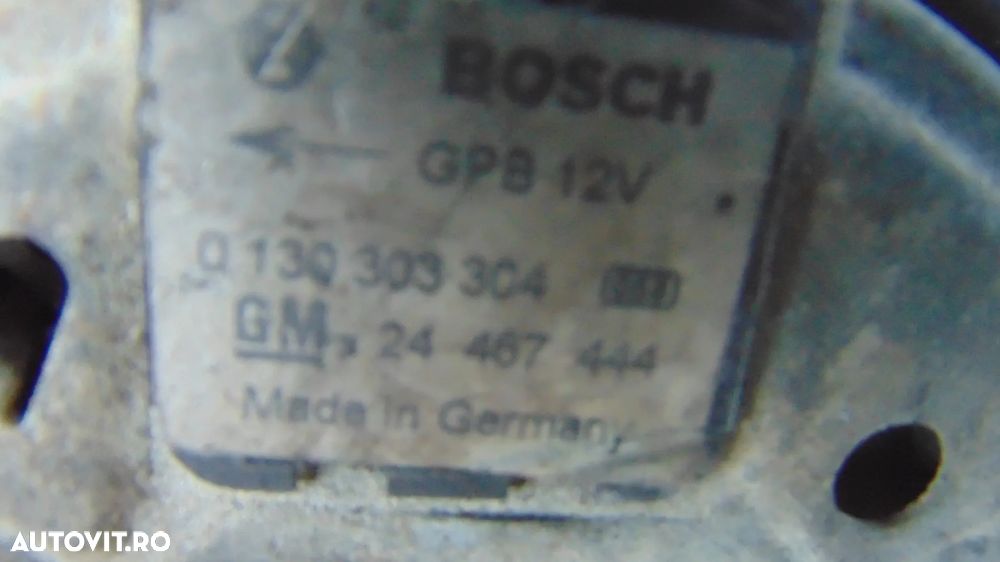 BOSCH
GPB 12V
0 130 303 304
GM 24 467 444
Made in Germany
AUTOVIT.RO